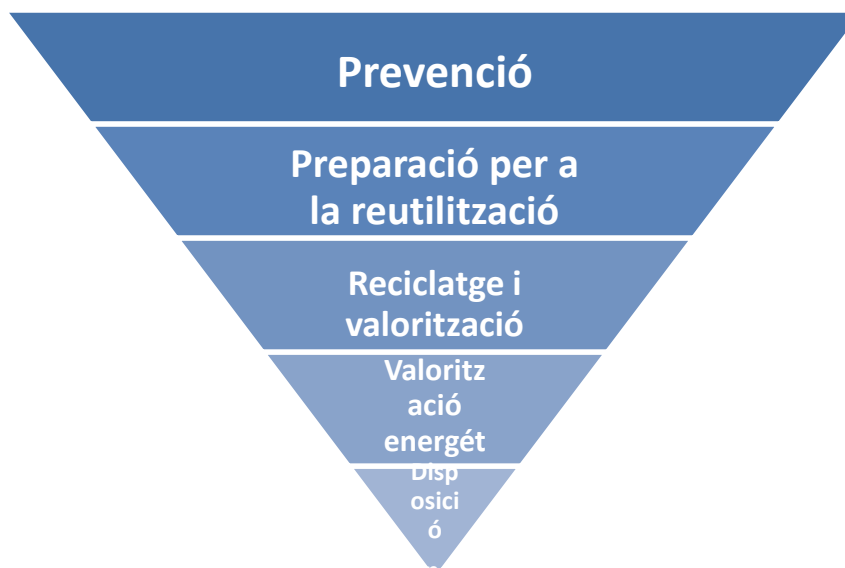 Prevenció
Preparació per a
la reutilització
Reciclatge i
valorització
Valoritz
ació
energét
Disp
osici
ó